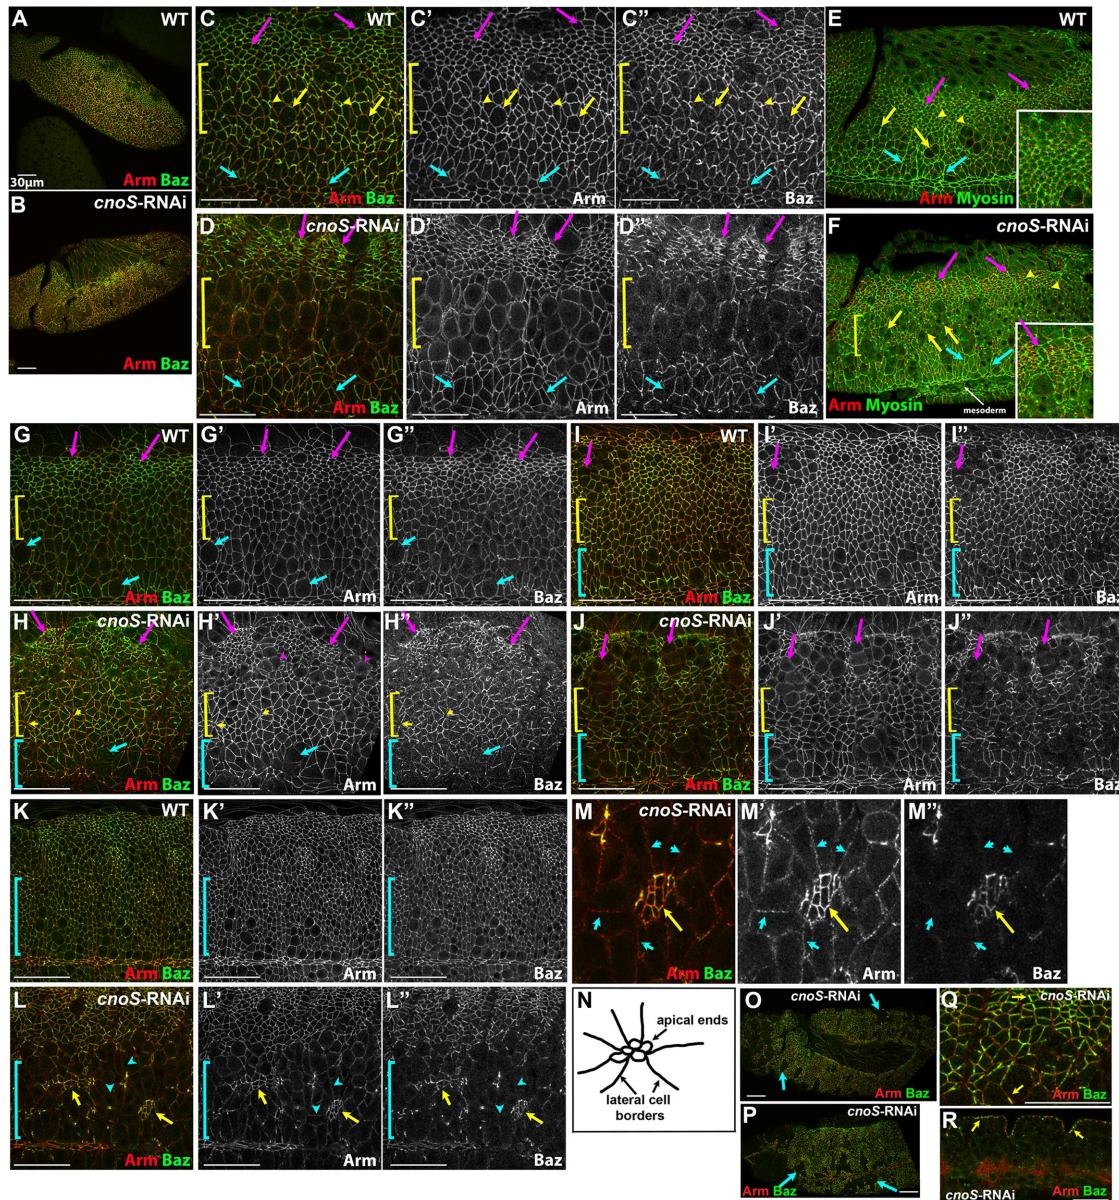 A
WT
30μm
Arm Baz
B
cnoS-RNAi
Arm Baz
C
WT
Arm Baz
C'
Arm
C''
Baz
D
cnoS-RNAi
Arm Baz
D'
Arm
D''
Baz
E
WT
Arm Myosin
F
cnoS-RNAi
Arm Myosin
mesoderm
G
WT
Arm Baz
G'
Arm
G''
Baz
H
cnoS-RNAi
Arm Baz
H'
Arm
H''
Baz
I
WT
Arm Baz
I'
Arm
I''
Baz
J
cnoS-RNAi
Arm Baz
J'
Arm
J''
Baz
K
WT
Arm Baz
K'
Arm
K''
Baz
L
cnoS-RNAi
Arm Baz
L'
Arm
L''
Baz
M
cnoS-RNAi
Arm Baz
M'
Arm
M''
Baz
N
apical ends
lateral cell
borders
O
cnoS-RNAi
Arm Baz
P
cnoS-RNAi
Arm Baz
Q
cnoS-RNAi
Arm Baz
R
cnoS-RNAi
Arm Baz